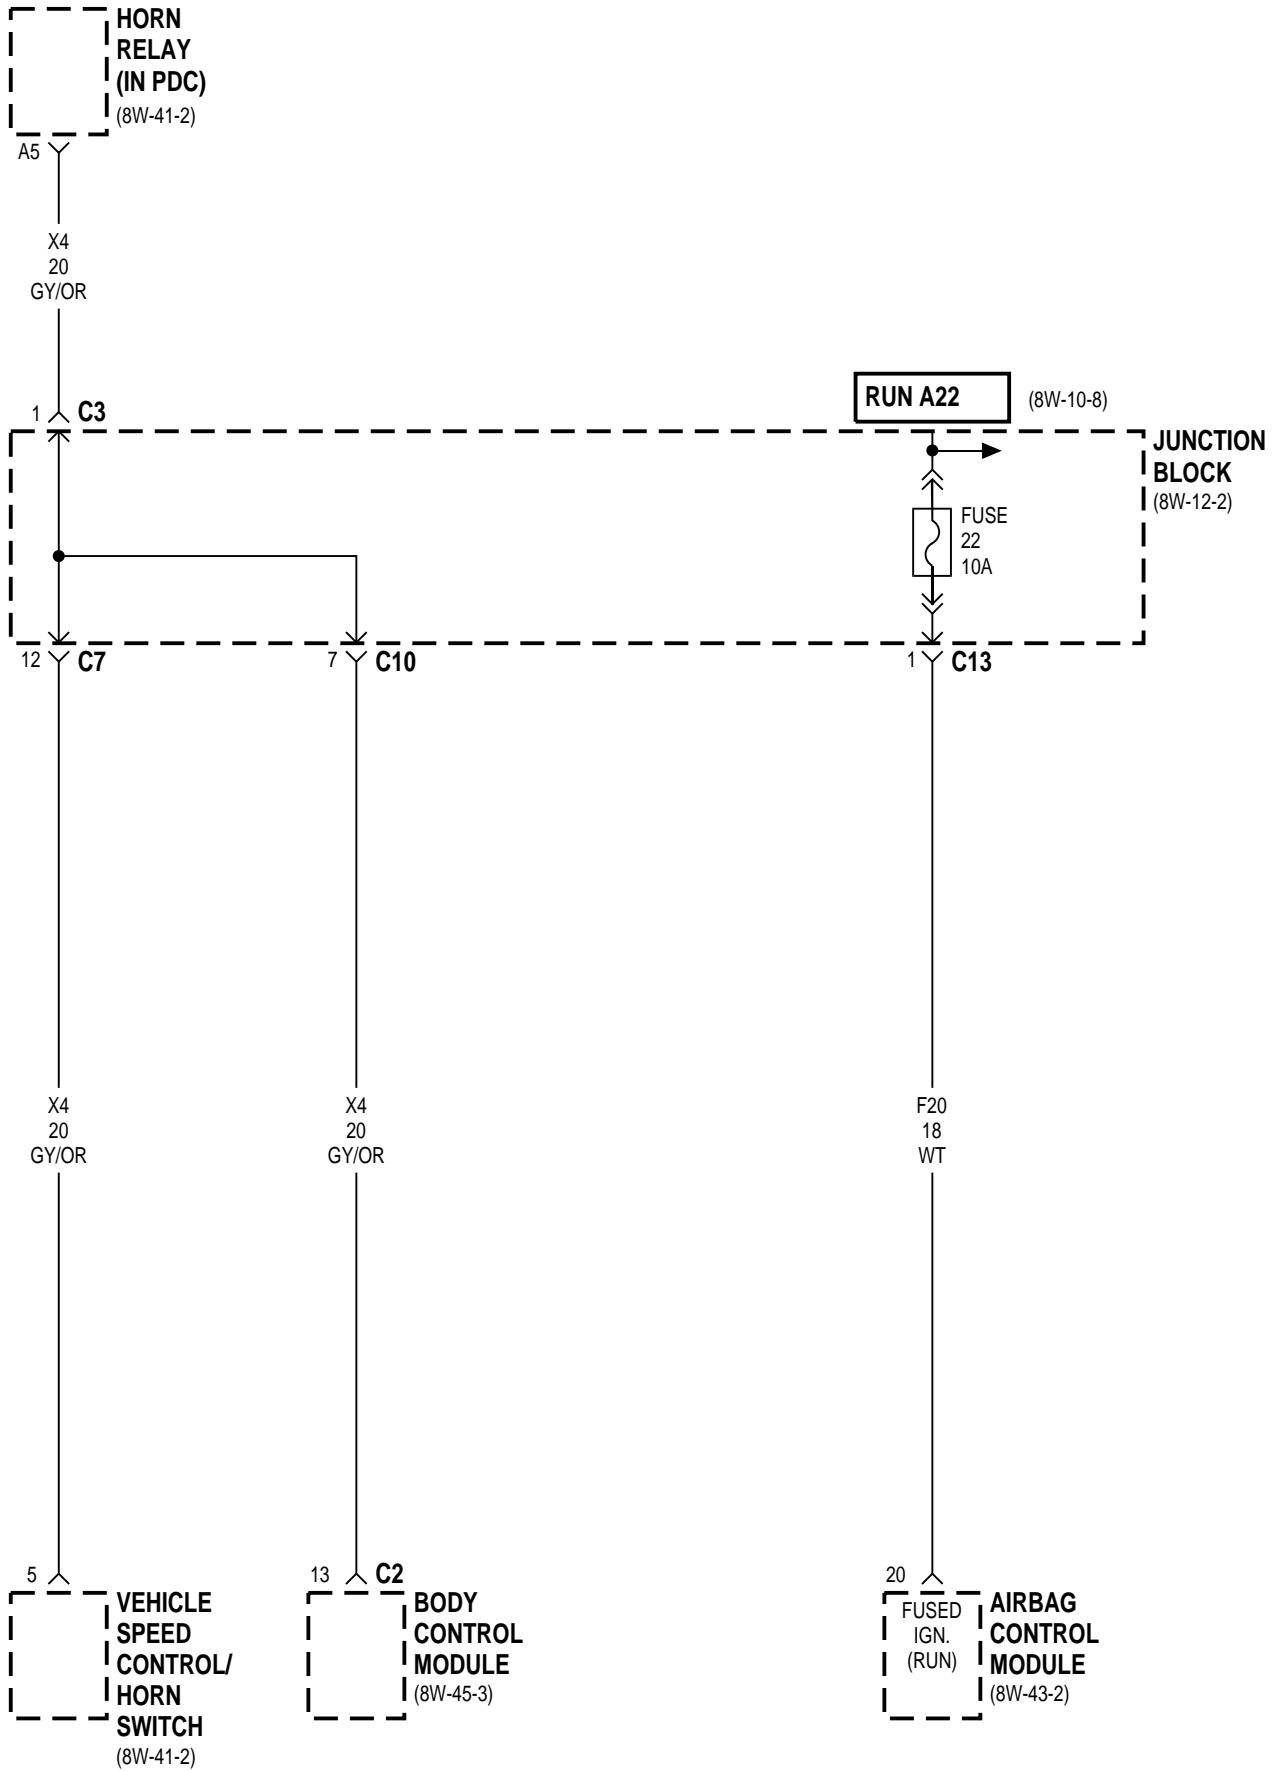 HORN
RELAY
(IN PDC)
(8W-41-2)
A5
X4
20
GY/OR
1 C3
RUN A22 (8W-10-8)
JUNCTION
BLOCK
(8W-12-2)
FUSE
22
10A
12 C7 7 C10 1 C13
X4 X4 F20
20 20 18
GY/OR GY/OR WT
5 13 C2 20
VEHICLE
SPEED
CONTROL/
HORN
SWITCH
(8W-41-2)
BODY
CONTROL
MODULE
(8W-45-3)
FUSED
IGN.
(RUN)
AIRBAG
CONTROL
MODULE
(8W-43-2)